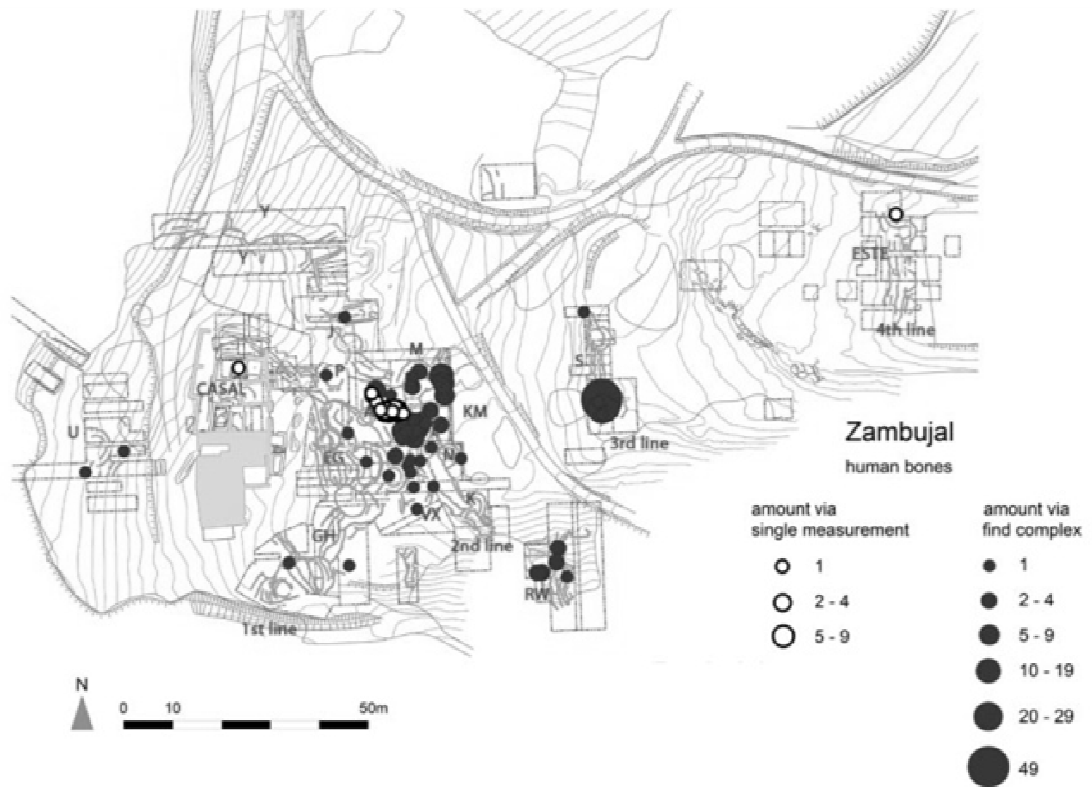 Y
Y
ESTE
4th line
J
P
M
S
CASAL
KM
3rd line
U
EG
N
K
VX
2nd line
GH
RW
1st line
Zambujal
human bones
amount via
single measurement
1
2 - 4
5 - 9
amount via
find complex
1
2 - 4
5 - 9
10 - 19
20 - 29
49
N
0 10 50m